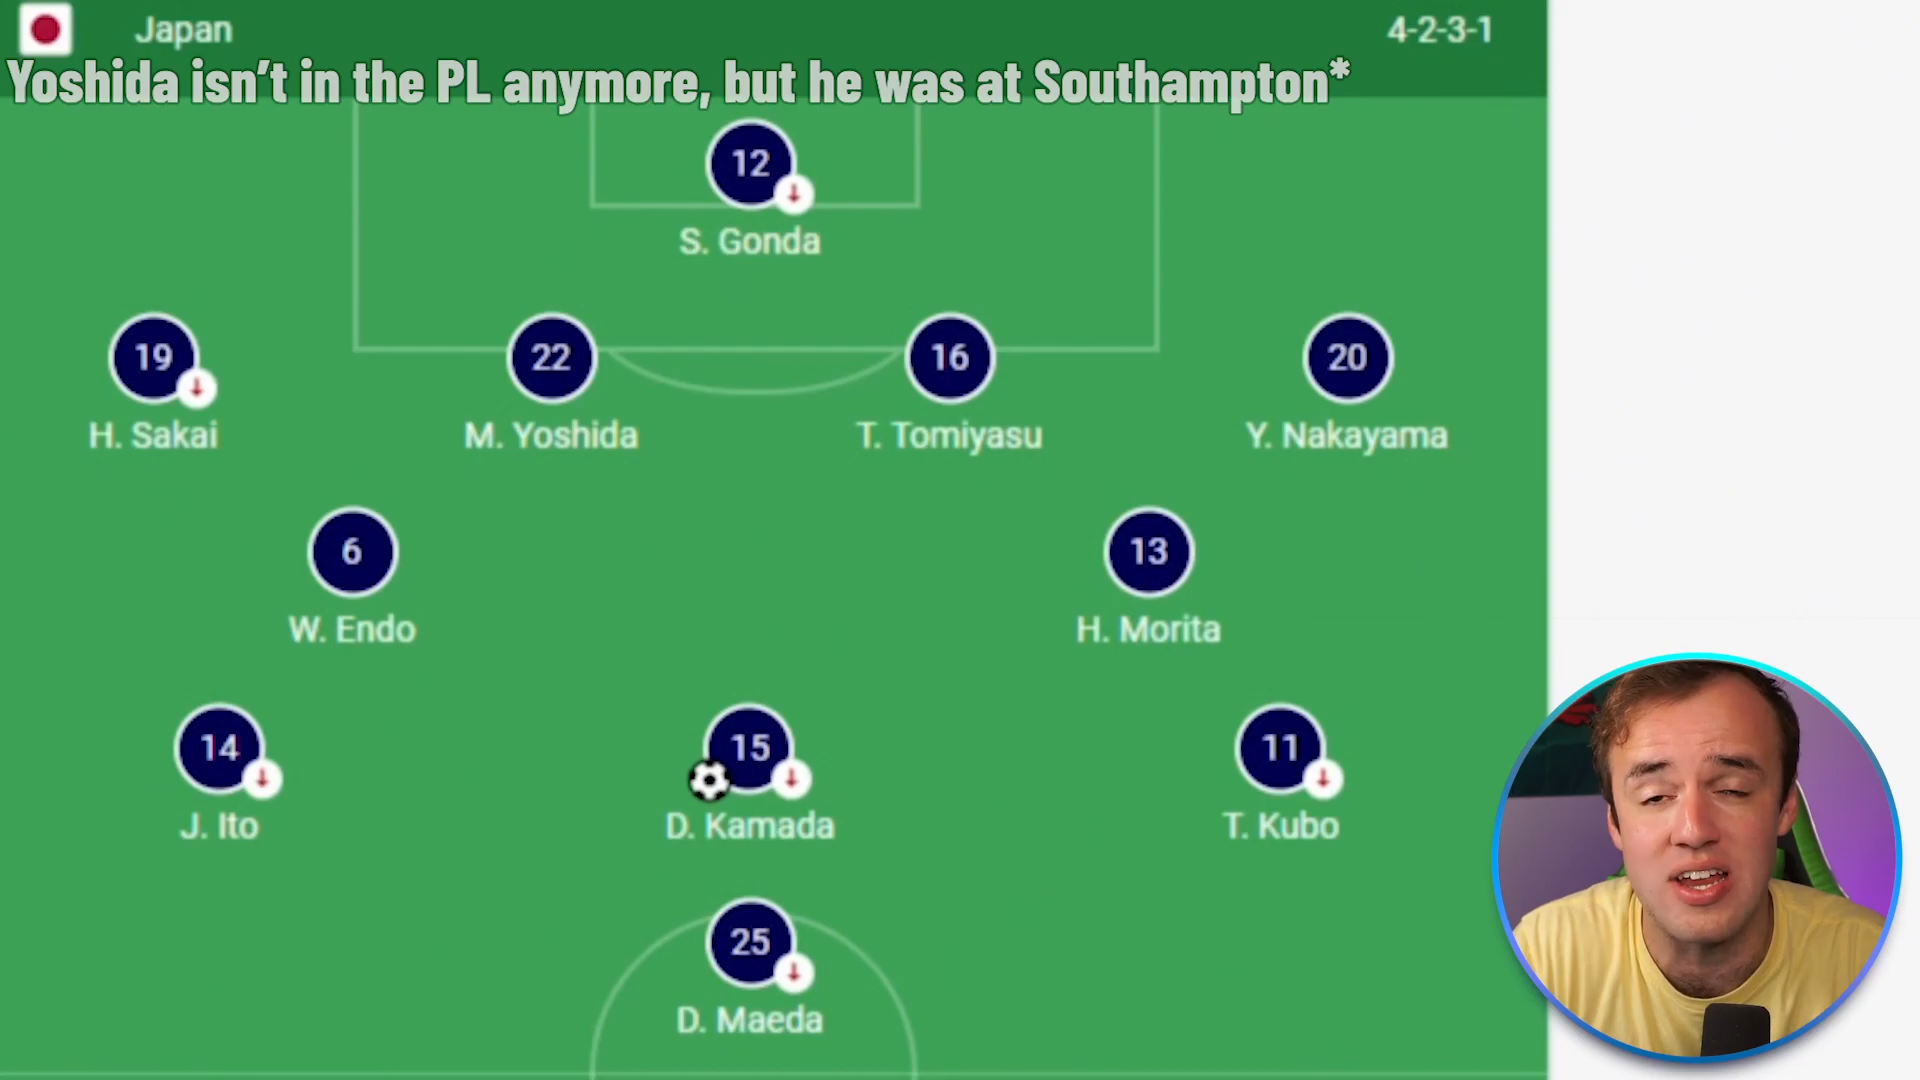 Japan 4-2-3-1
Yoshida isn't in the PL anymore, but he was at Southampton*
12
S. Gonda
19 22 16 20
H. Sakai M. Yoshida T. Tomiyasu Y. Nakayama
6 13
W. Endo H. Morita
14 15 11
J. Ito D. Kamada T. Kubo
25
D. Maeda